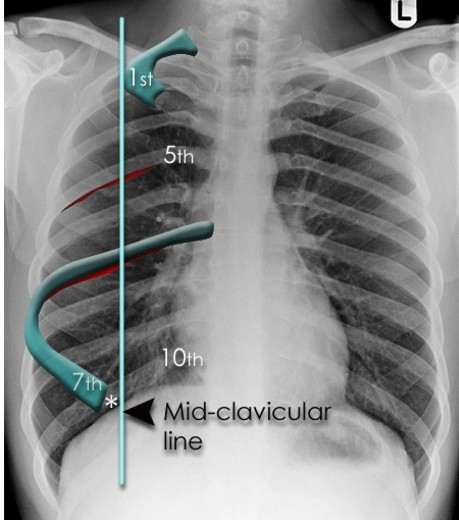 L
1st
5th
10th
7th
*
Mid-clavicular
line